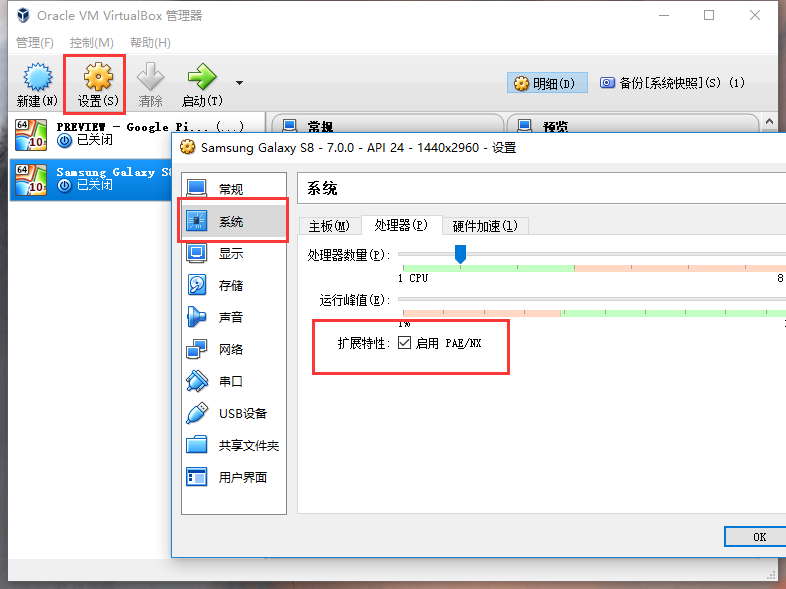 Oracle VM VirtualBox 管理器
管理(F) 控制(M) 帮助(H)
新建(N) 设置(S) 清除 启动(T) 明细(D) 备份[系统快照](S) (1)
64 10 PREVIEW - Google Pi... (...)
已关闭
常规 预览
64 10 Samsung Galaxy S8
已关闭
Samsung Galaxy S8 - 7.0.0 - API 24 - 1440x2960 - 设置
常规
系统
显示
存储
声音
网络
串口
USB设备
共享文件夹
用户界面
系统
主板(M) 处理器(P) 硬件加速(L)
处理器数量(P):
1 CPU 8
运行峰值(E):
1%
扩展特性: 启用 PAE/NX
OK